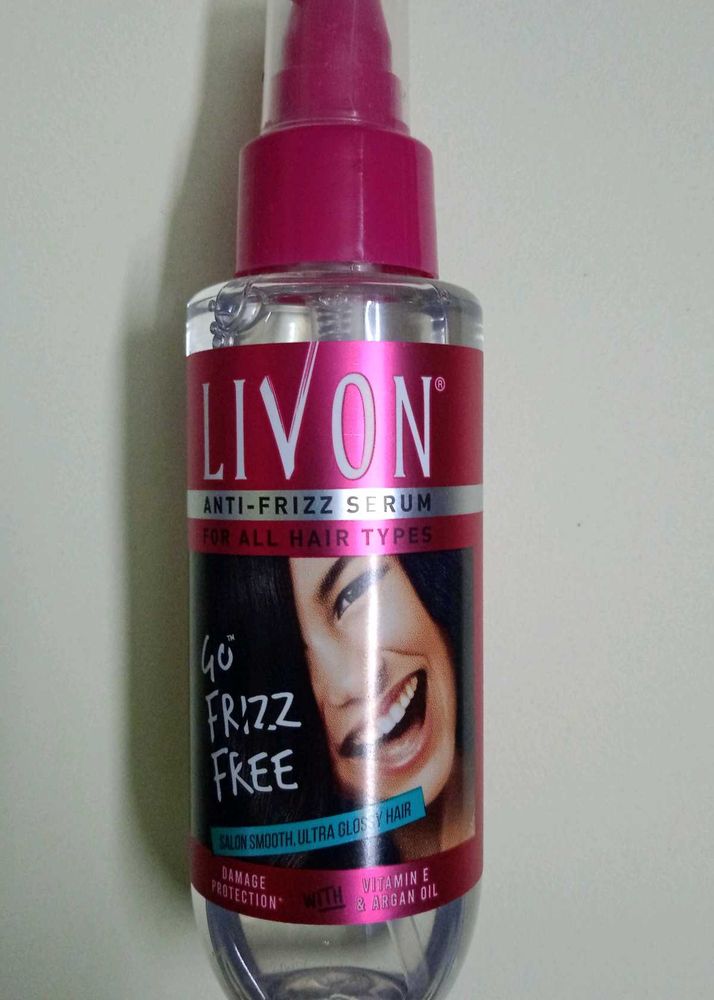 LIVON®
ANTI-FRIZZ SERUM
FOR ALL HAIR TYPES
GO™
FRIZZ
FREE
SALON SMOOTH, ULTRA GLOSSY HAIR
DAMAGE
PROTECTION*
WITH
VITAMIN E
& ARGAN OIL